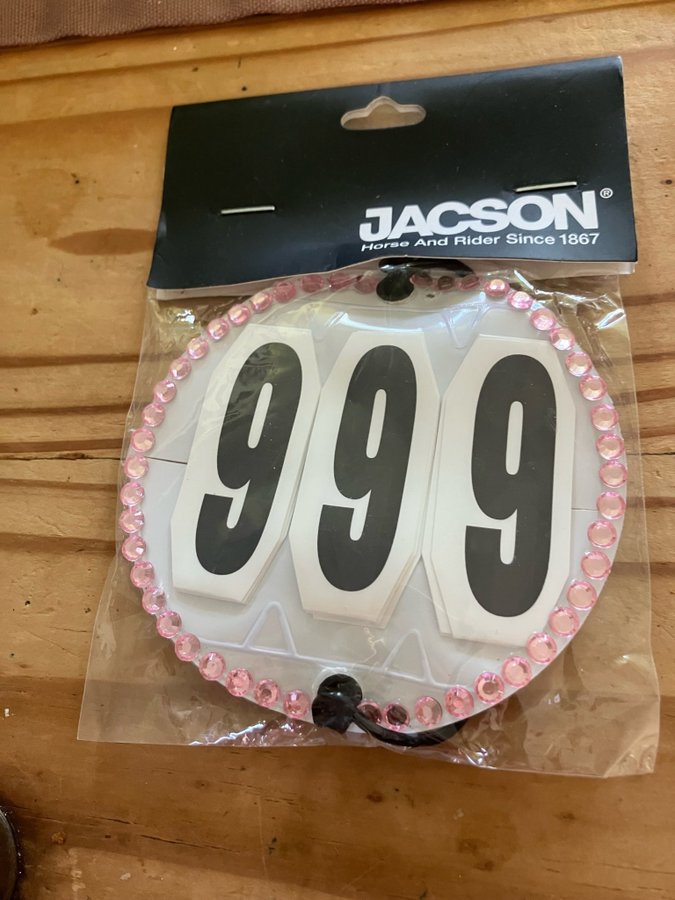 JACSON®
Horse And Rider Since 1867
999